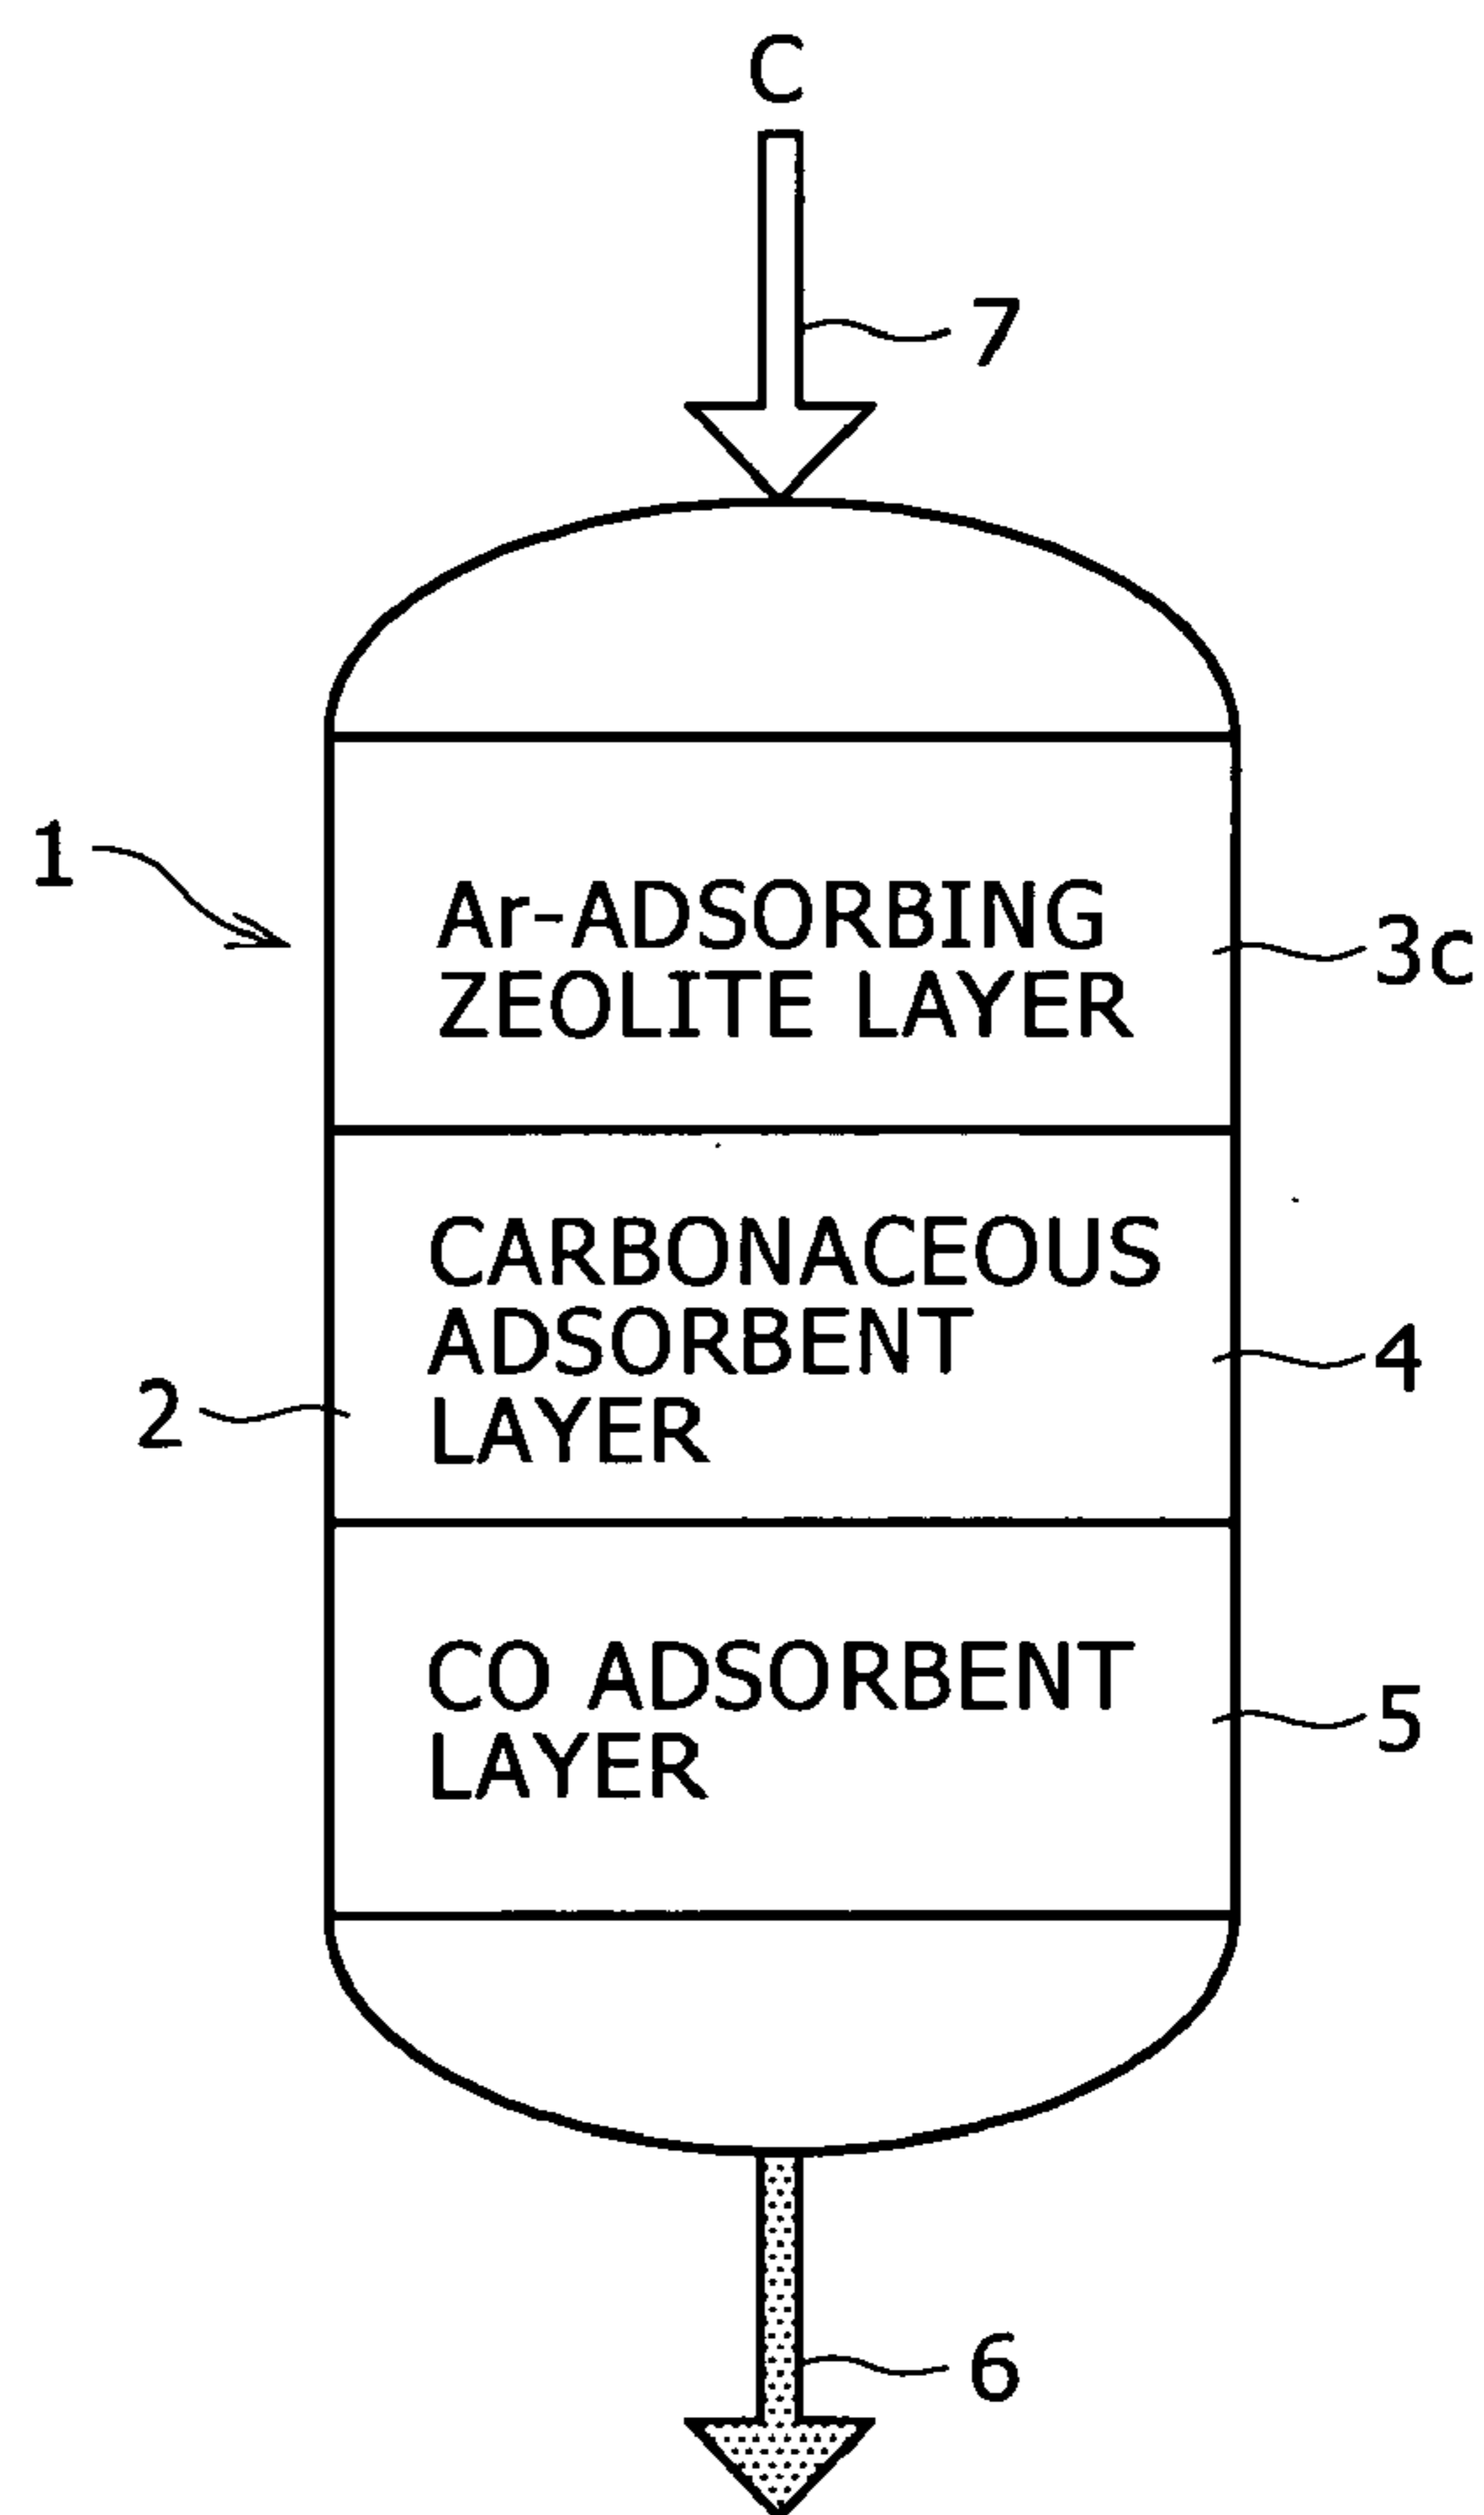 C
7
1
Ar-ADSORBING
ZEOLITE LAYER
3c
CARBONACEOUS
ADSORBENT
LAYER
4
2
CO ADSORBENT
LAYER
5
6